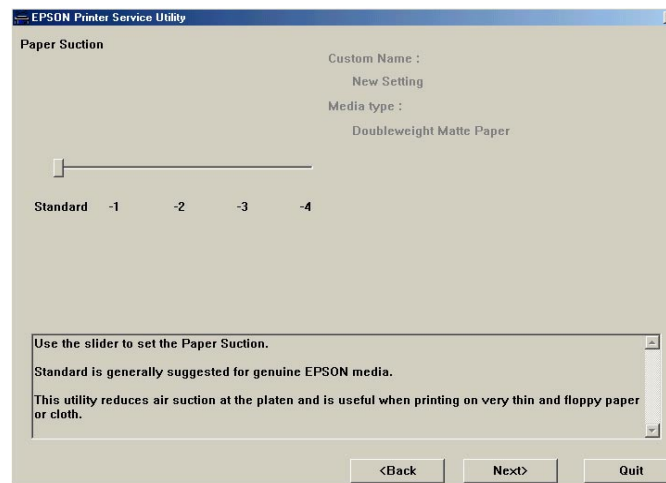 EPSON Printer Service Utility
Paper Suction
Custom Name :
New Setting
Media type :
Doubleweight Matte Paper
Standard -1 -2 -3 -4
Use the slider to set the Paper Suction.
Standard is generally suggested for genuine EPSON media.
This utility reduces air suction at the platen and is useful when printing on very thin and floppy paper
or cloth.
<Back Next> Quit